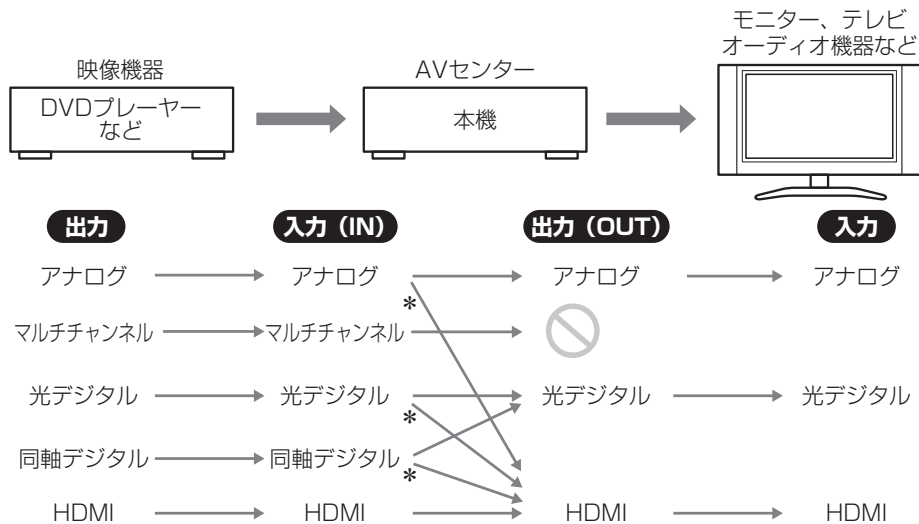 映像機器
DVDプレーヤー
など
AVセンター
本機
モニター、テレビ
オーディオ機器など
出力
入力（IN）
出力（OUT）
入力
アナログ
アナログ
アナログ
アナログ
*
マルチチャンネル
マルチチャンネル
光デジタル
光デジタル
光デジタル
光デジタル
*
同軸デジタル
同軸デジタル
*
HDMI
HDMI
HDMI
HDMI